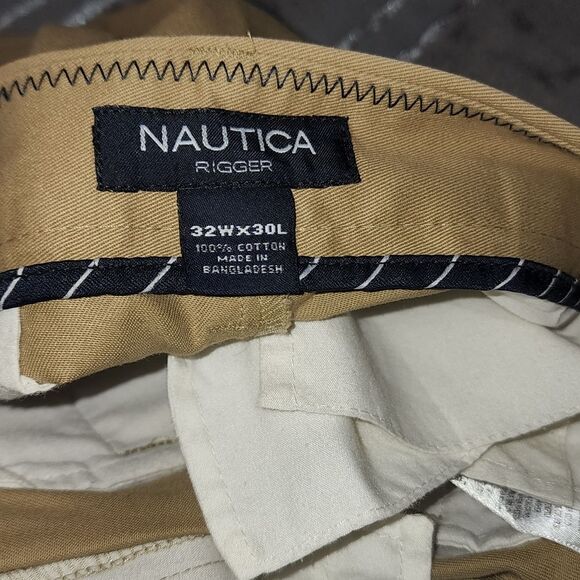 NAUTICA
RIGGER
32WX30L
100% COTTON
MADE IN
BANGLADESH